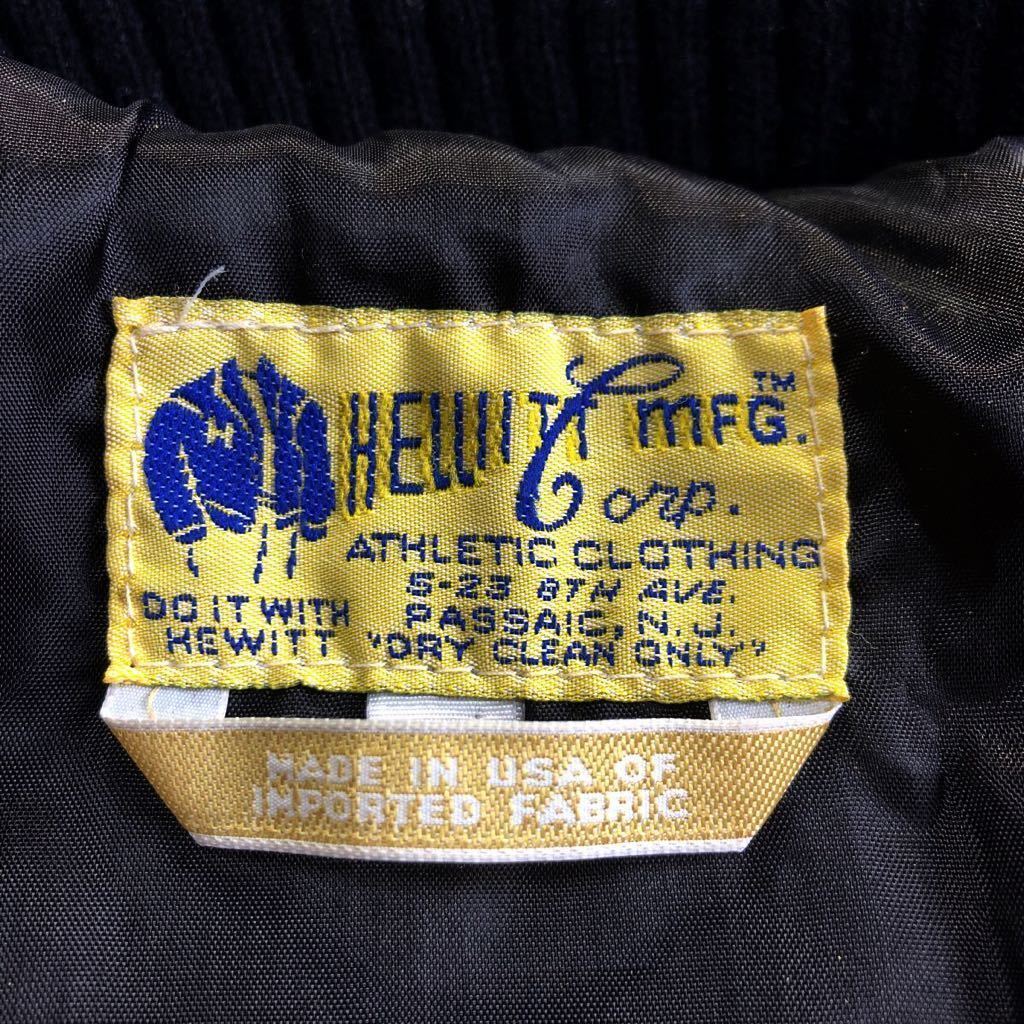 HEWITT MFG.™
Corp.
ATHLETIC CLOTHING
5-23 8TH AVE.
PASSAIC, N.J.
"DRY CLEAN ONLY"
DO IT WITH
HEWITT
MADE IN USA OF
IMPORTED FABRIC